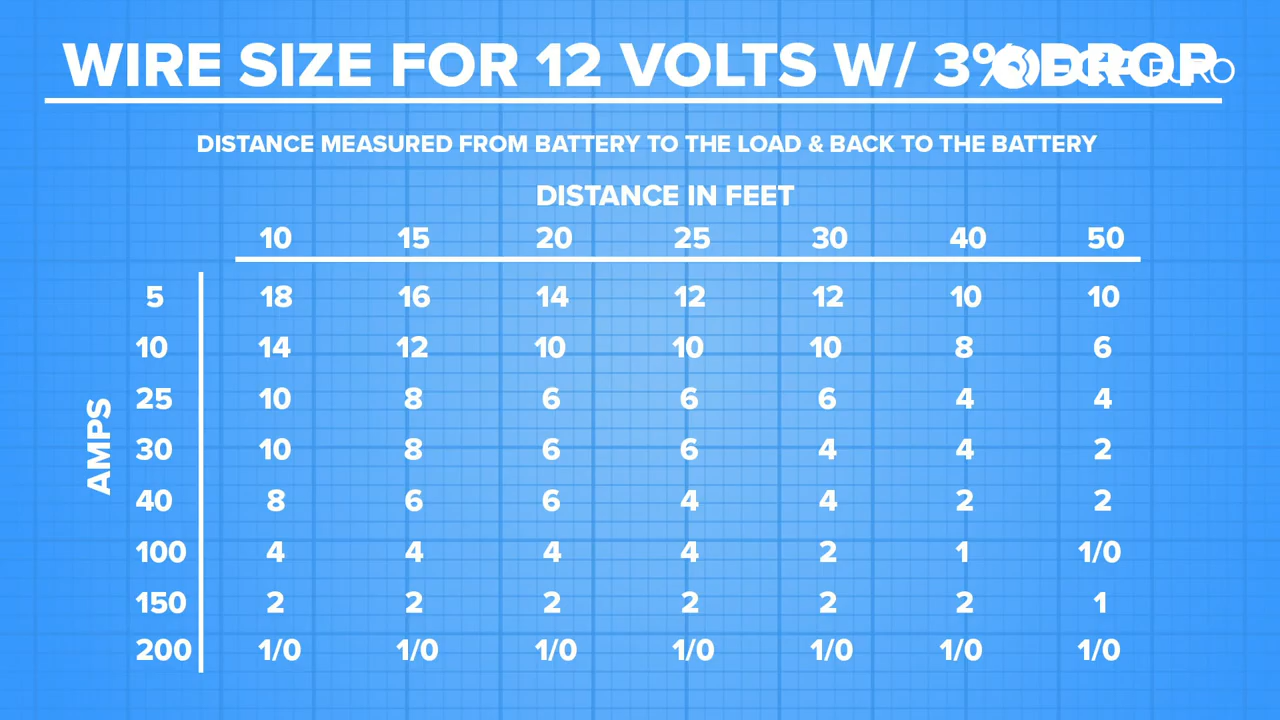 WIRE SIZE FOR 12 VOLTS W/ 3% DROP
EURO
DISTANCE MEASURED FROM BATTERY TO THE LOAD & BACK TO THE BATTERY
DISTANCE IN FEET
10 15 20 25 30 40 50
AMPS
5 18 16 14 12 12 10 10
10 14 12 10 10 10 8 6
25 10 8 6 6 6 4 4
30 10 8 6 6 4 4 2
40 8 6 6 4 4 2 2
100 4 4 4 4 2 1 1/0
150 2 2 2 2 2 2 1
200 1/0 1/0 1/0 1/0 1/0 1/0 1/0